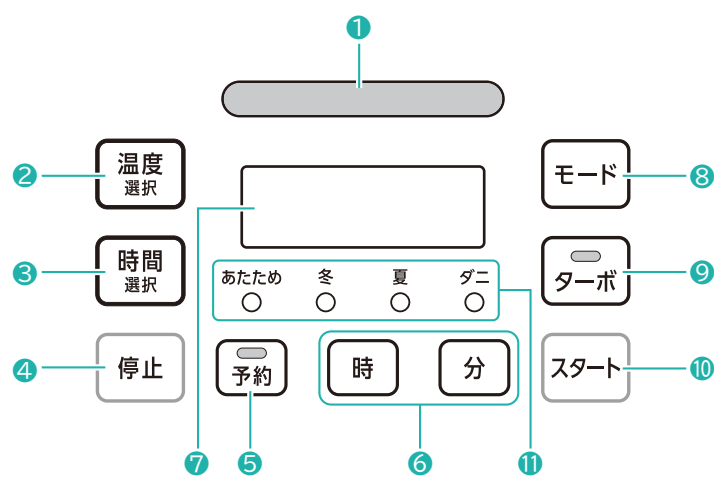 1
2
温度
選択
モード
8
3
時間
選択
7
あたため
冬
夏
ダニ
ターボ
9
4
停止
予約
時
分
スタート
10
7
5
6
11